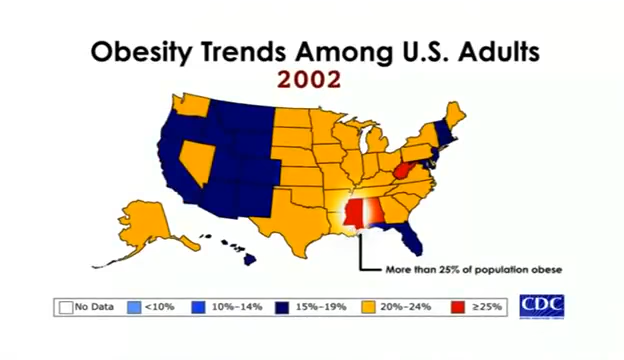 Obesity Trends Among U.S. Adults
2002
More than 25% of population obese
No Data <10% 10%–14% 15%–19% 20%–24% ≥25%
CDC